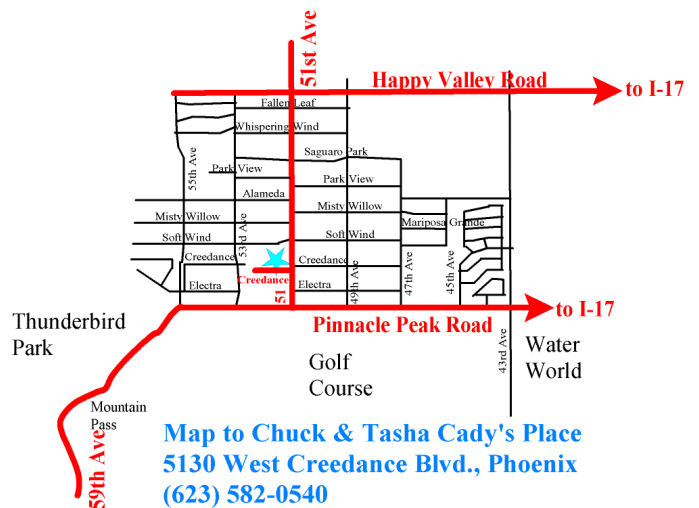 51st Ave
Happy Valley Road
to I-17
Fallen Leaf
Whispering Wind
Saguaro Park
55th Ave
Park View
Park View
Alameda
Misty Willow
Misty Willow
Mariposa Grande
53rd Ave
Soft Wind
Soft Wind
Creedance
Creedance
Creedance
51
49th Ave
47th Ave
45th Ave
Electra
Electra
to I-17
Pinnacle Peak Road
43rd Ave
Thunderbird
Park
Golf
Course
Water
World
Mountain
Pass
59th Ave
Map to Chuck & Tasha Cady's Place
5130 West Creedance Blvd., Phoenix
(623) 582-0540